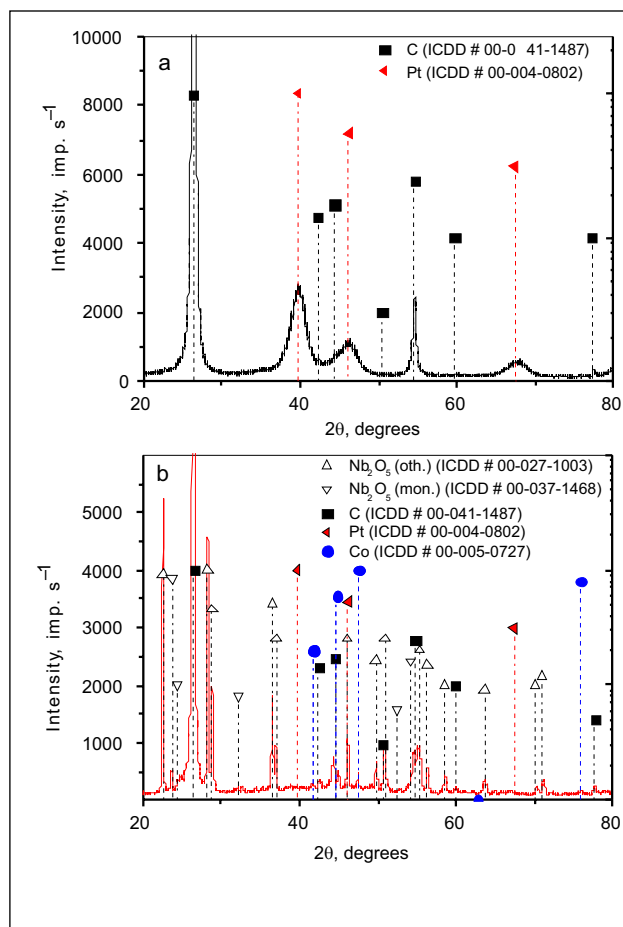 10000
a
C (ICDD # 00-0 41-1487)
Pt (ICDD # 00-004-0802)
8000
6000
4000
2000
0
Intensity, imp. s⁻¹
20 40 60 80
2θ, degrees
b
Nb₂O₅ (oth.) (ICDD # 00-027-1003)
Nb₂O₅ (mon.) (ICDD # 00-037-1468)
C (ICDD # 00-041-1487)
Pt (ICDD # 00-004-0802)
Co (ICDD # 00-005-0727)
5000
4000
3000
2000
1000
Intensity, imp. s⁻¹
20 40 60 80
2θ, degrees